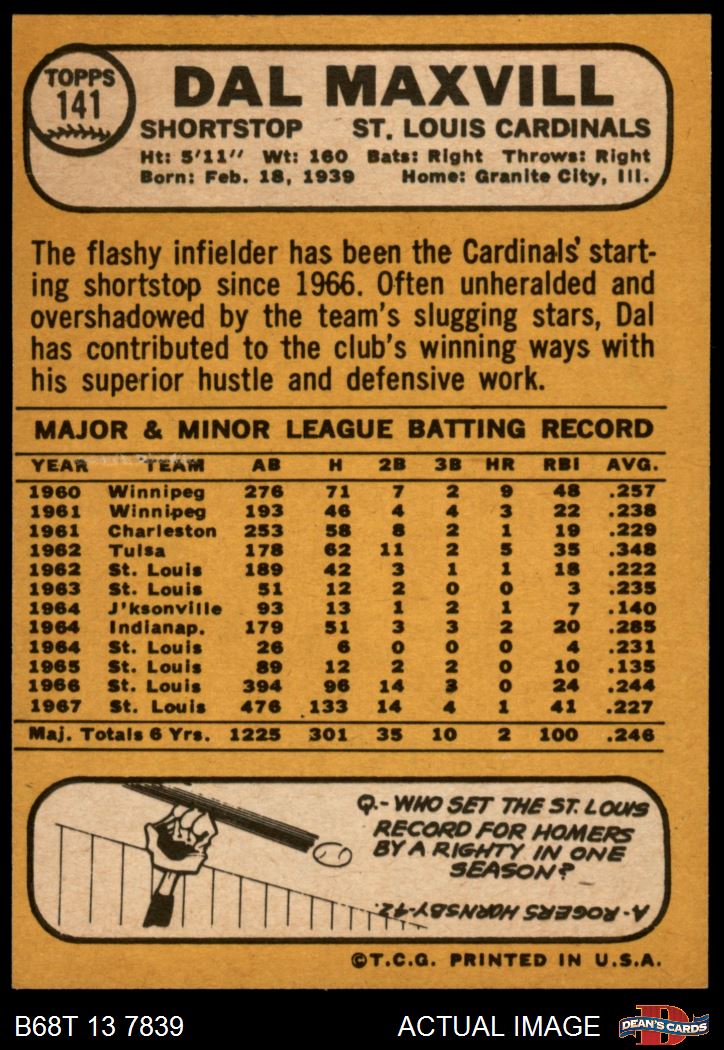 TOPPS
141
DAL MAXVILL
SHORTSTOP ST. LOUIS CARDINALS
Ht: 5'11" Wt: 160 Bats: Right Throws: Right
Born: Feb. 18, 1939 Home: Granite City, Ill.
The flashy infielder has been the Cardinals' start-
ing shortstop since 1966. Often unheralded and
overshadowed by the team's slugging stars, Dal
has contributed to the club's winning ways with
his superior hustle and defensive work.
MAJOR & MINOR LEAGUE BATTING RECORD
YEAR TEAM AB H 2B 3B HR RBI AVG.
1960 Winnipeg 276 71 7 2 9 48 .257
1961 Winnipeg 193 46 4 4 3 22 .238
1961 Charleston 253 58 8 2 1 19 .229
1962 Tulsa 178 62 11 2 5 35 .348
1962 St. Louis 189 42 3 1 1 18 .222
1963 St. Louis 51 12 2 0 0 3 .235
1964 J'ksonville 93 13 1 2 1 7 .140
1964 Indianap. 179 51 3 3 2 20 .285
1964 St. Louis 26 6 0 0 0 4 .231
1965 St. Louis 89 12 2 2 0 10 .135
1966 St. Louis 394 96 14 3 0 24 .244
1967 St. Louis 476 133 14 4 1 41 .227
Maj. Totals 6 Yrs. 1225 301 35 10 2 100 .246
Q.- WHO SET THE ST. LOUIS
RECORD FOR HOMERS
BY A RIGHTY IN ONE
SEASON?
A- ROGERS HORNSBY-42.
©T.C.G. PRINTED IN U.S.A.
B68T 13 7839 ACTUAL IMAGE
DEAN'S CARDS